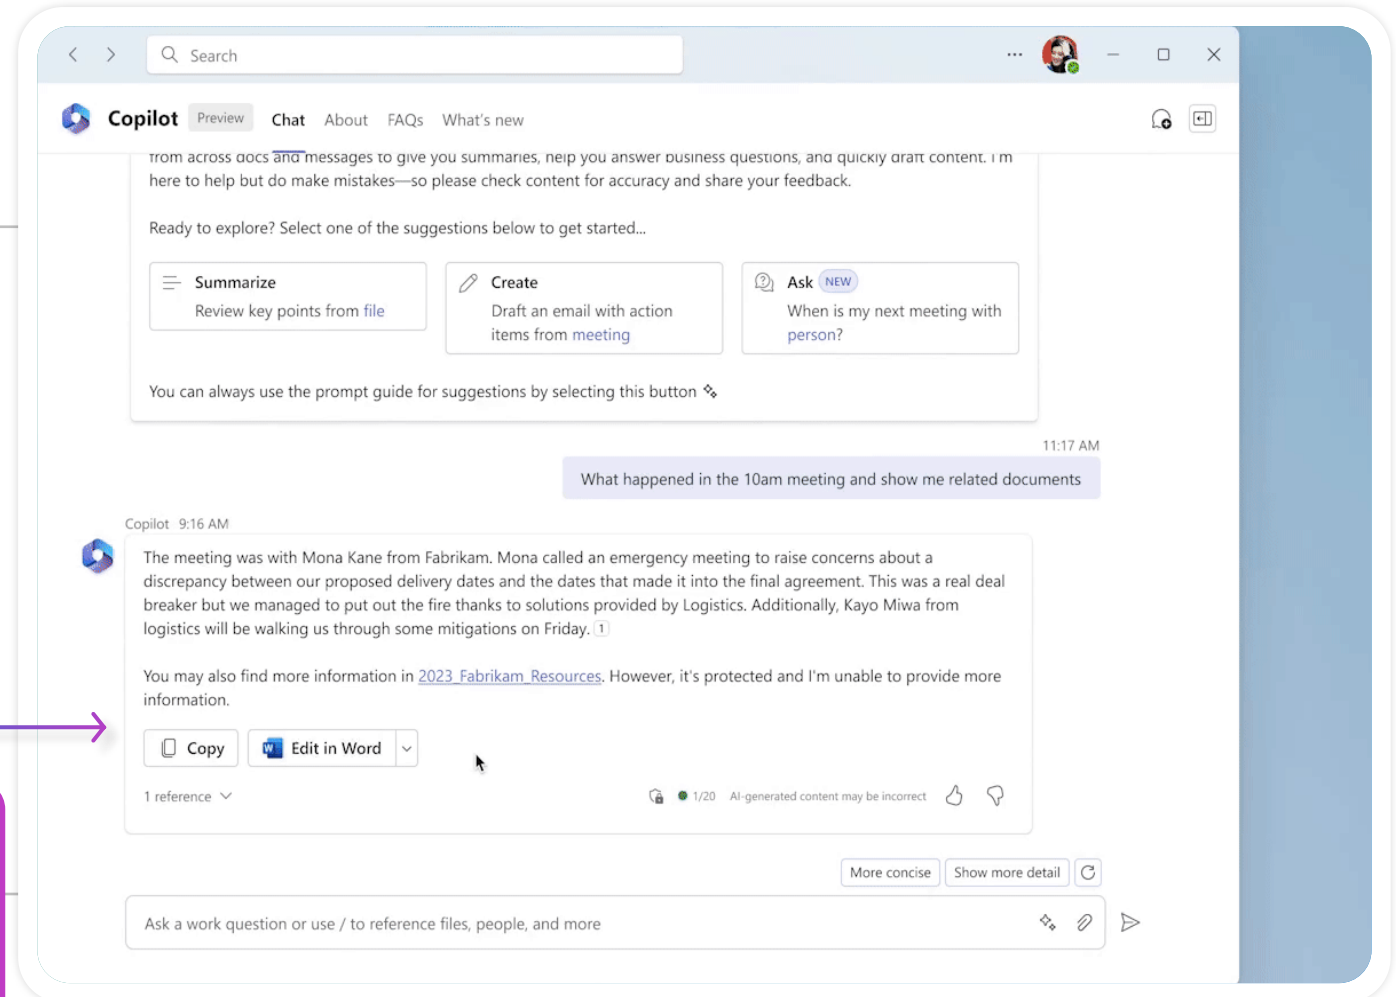 Search
Copilot Preview Chat About FAQs What's new
from across docs and messages to give you summaries, help you answer business questions, and quickly draft content. I'm
here to help but do make mistakes—so please check content for accuracy and share your feedback.
Ready to explore? Select one of the suggestions below to get started...
Summarize
Review key points from file
Create
Draft an email with action
items from meeting
Ask NEW
When is my next meeting with
person?
You can always use the prompt guide for suggestions by selecting this button
11:17 AM
What happened in the 10am meeting and show me related documents
Copilot 9:16 AM
The meeting was with Mona Kane from Fabrikam. Mona called an emergency meeting to raise concerns about a
discrepancy between our proposed delivery dates and the dates that made it into the final agreement. This was a real deal
breaker but we managed to put out the fire thanks to solutions provided by Logistics. Additionally, Kayo Miwa from
logistics will be walking us through some mitigations on Friday. 1
You may also find more information in 2023_Fabrikam_Resources. However, it's protected and I'm unable to provide more
information.
Copy
W Edit in Word
1 reference
1/20 AI-generated content may be incorrect
More concise Show more detail
Ask a work question or use / to reference files, people, and more